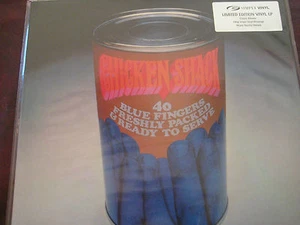 SIMPLY VINYL
LIMITED EDITION VINYL LP
CHICKEN SHACK
40
BLUE FINGERS
FRESHLY PACKED
& READY TO SERVE